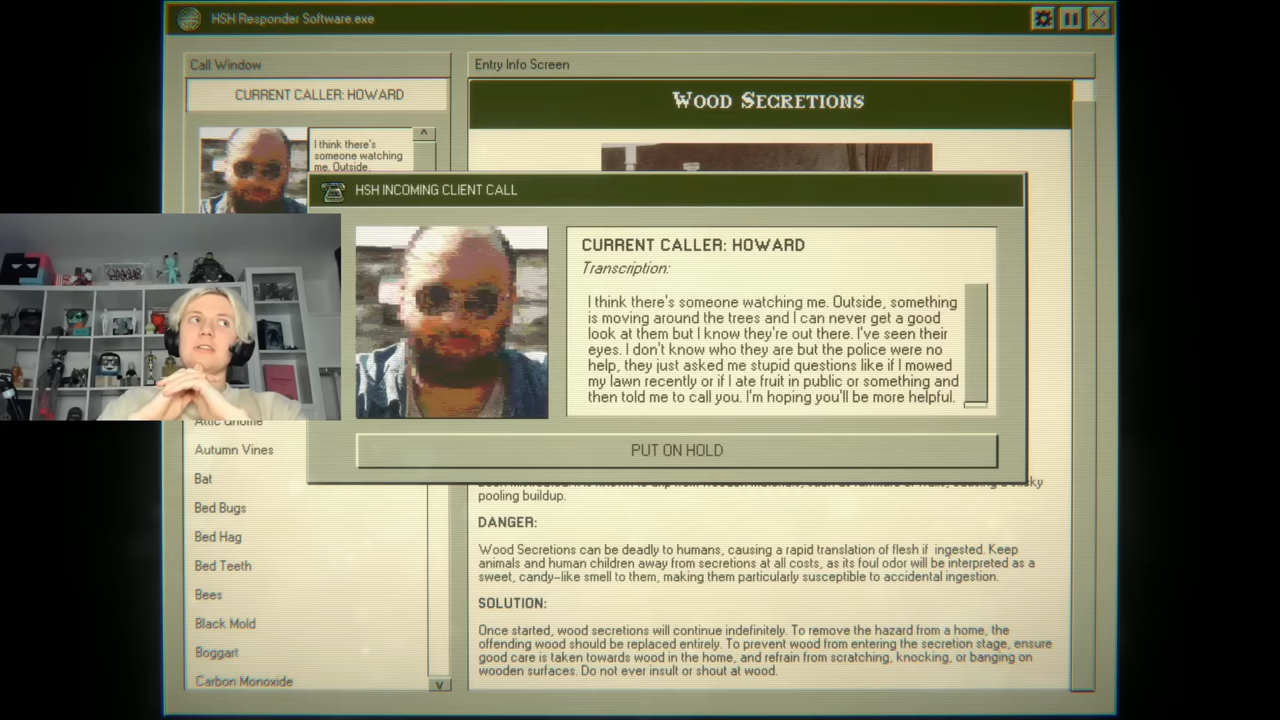 HSH Responder Software.exe
Call Window
CURRENT CALLER: HOWARD
I think there's
someone watching
me. Outside,
Entry Info Screen
WOOD SECRETIONS
HSH INCOMING CLIENT CALL
CURRENT CALLER: HOWARD
Transcription:
I think there's someone watching me. Outside, something
is moving around the trees and I can never get a good
look at them but I know they're out there. I've seen their
eyes. I don't know who they are but the police were no
help, they just asked me stupid questions like if I mowed
my lawn recently or if I ate fruit in public or something and
then told me to call you. I'm hoping you'll be more helpful.
PUT ON HOLD
Attic Gnome
Autumn Vines
Bat
Bed Bugs
Bed Hag
Bed Teeth
Bees
Black Mold
Boggart
Carbon Monoxide
pooling buildup.
DANGER:
Wood Secretions can be deadly to humans, causing a rapid translation of flesh if ingested. Keep
animals and human children away from secretions at all costs, as its foul odor will be interpreted as a
sweet, candy-like smell to them, making them particularly susceptible to accidental ingestion.
SOLUTION:
Once started, wood secretions will continue indefinitely. To remove the hazard from a home, the
offending wood should be replaced entirely. To prevent wood from entering the secretion stage, ensure
good care is taken towards wood in the home, and refrain from scratching, knocking, or banging on
wooden surfaces. Do not ever insult or shout at wood.